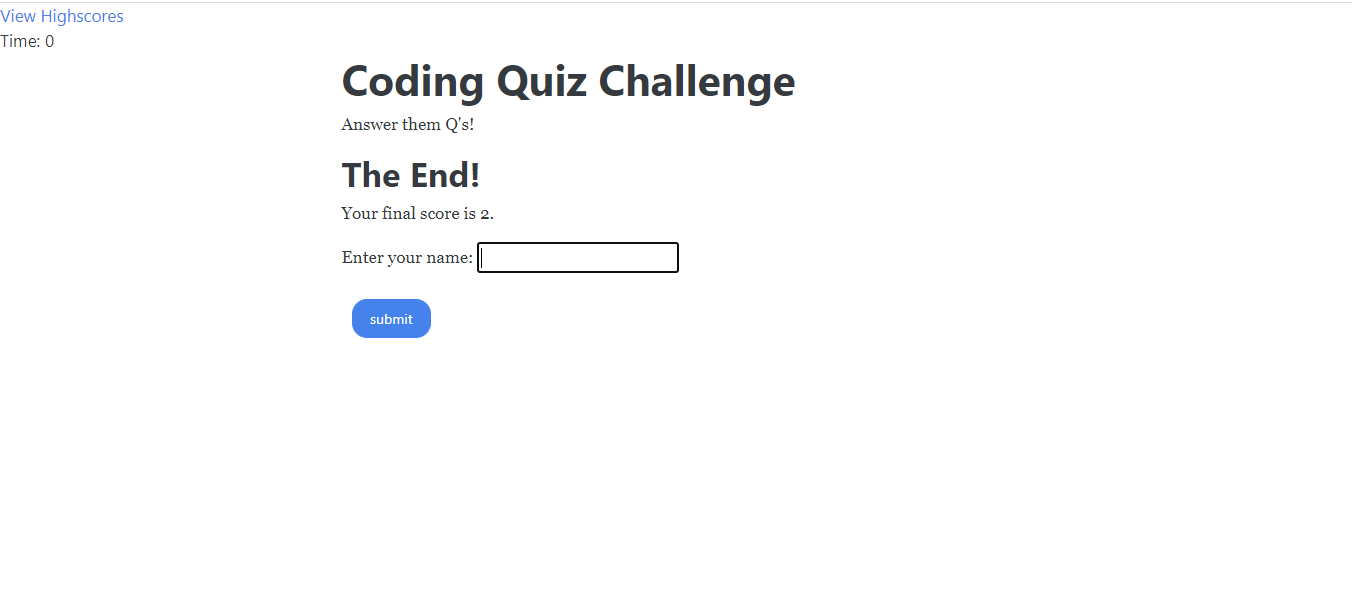 View Highscores
Time: 0
Coding Quiz Challenge
Answer them Q's!
The End!
Your final score is 2.
Enter your name:
submit